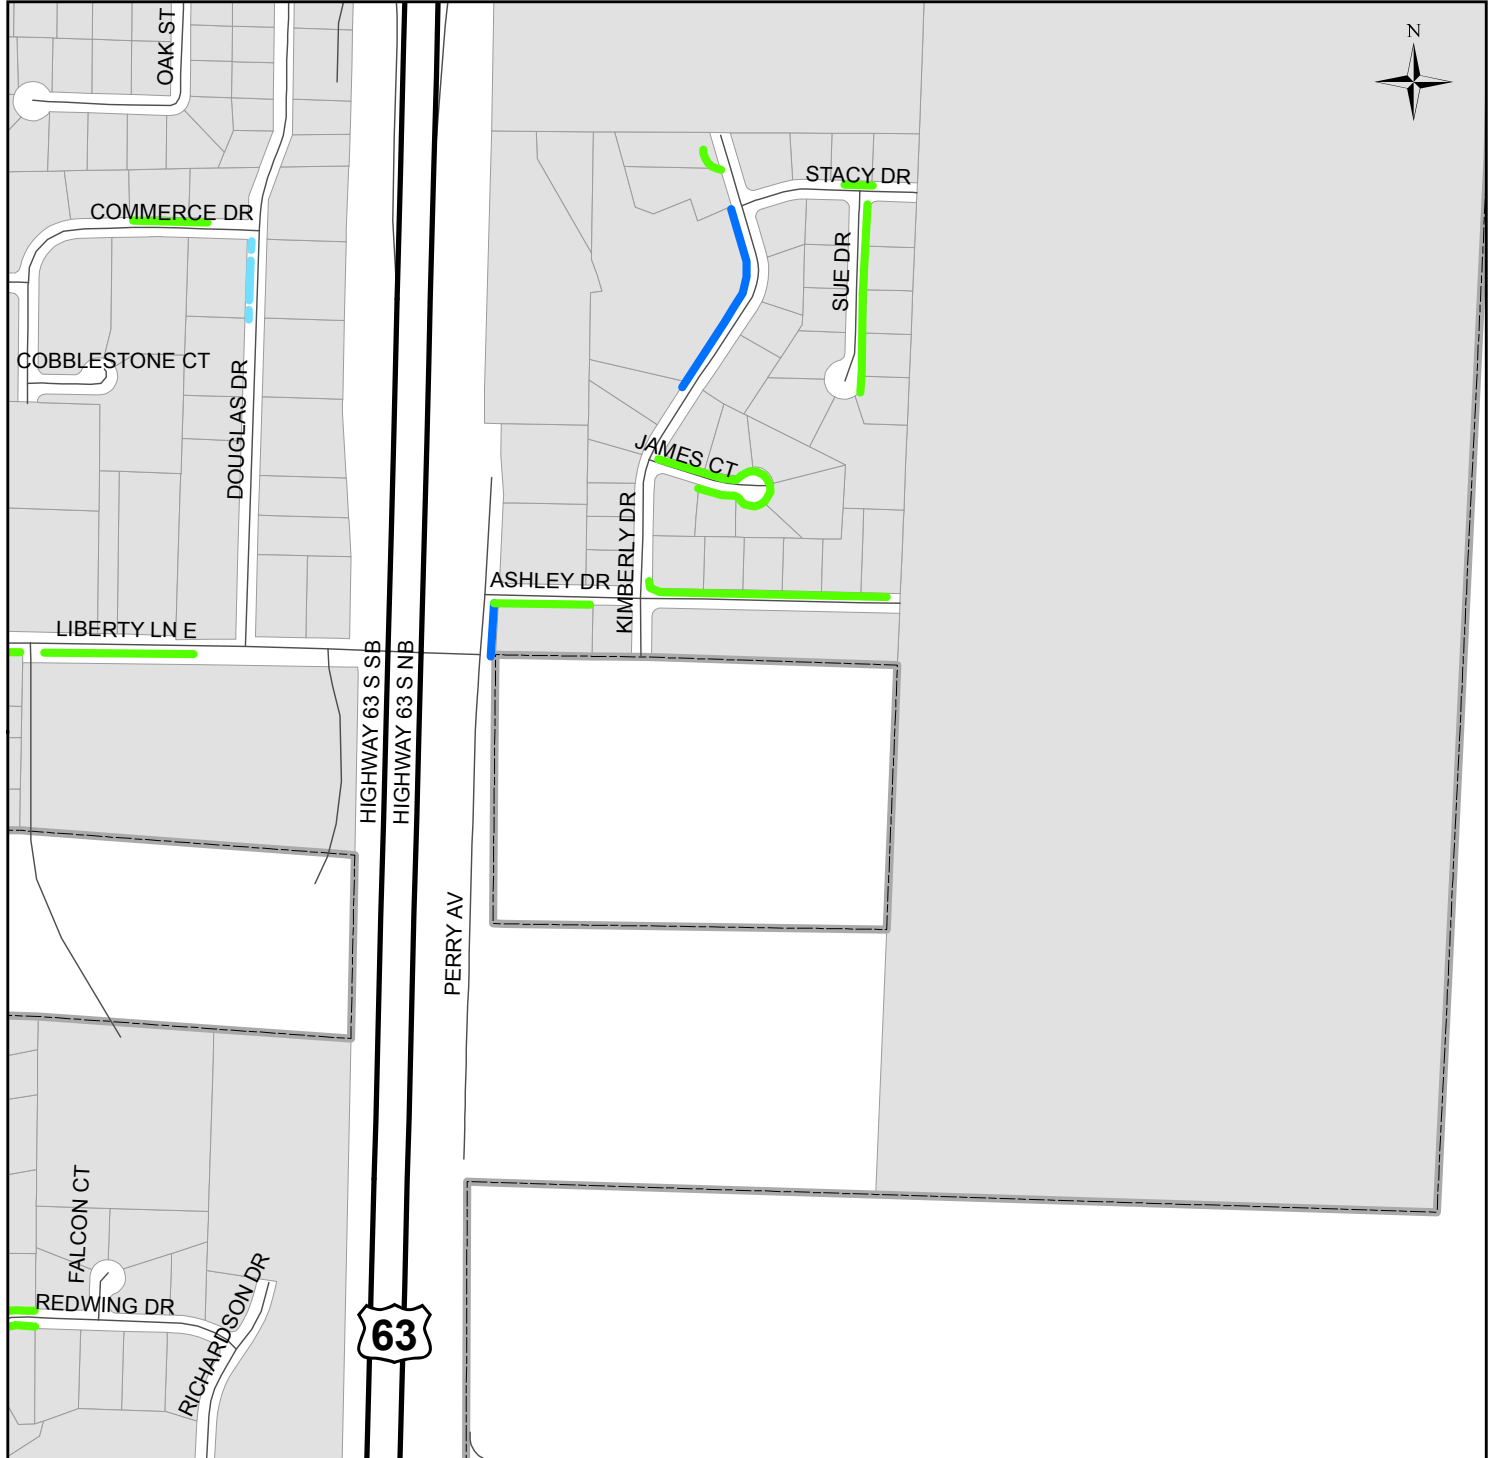 OAK ST
N
STACY DR
COMMERCE DR
SUE DR
COBBLESTONE CT
DOUGLAS DR
JAMES CT
KIMBERLY DR
ASHLEY DR
LIBERTY LN E
HIGHWAY 63 S SB
HIGHWAY 63 S NB
PERRY AV
FALCON CT
REDWING DR
RICHARDSON DR
63